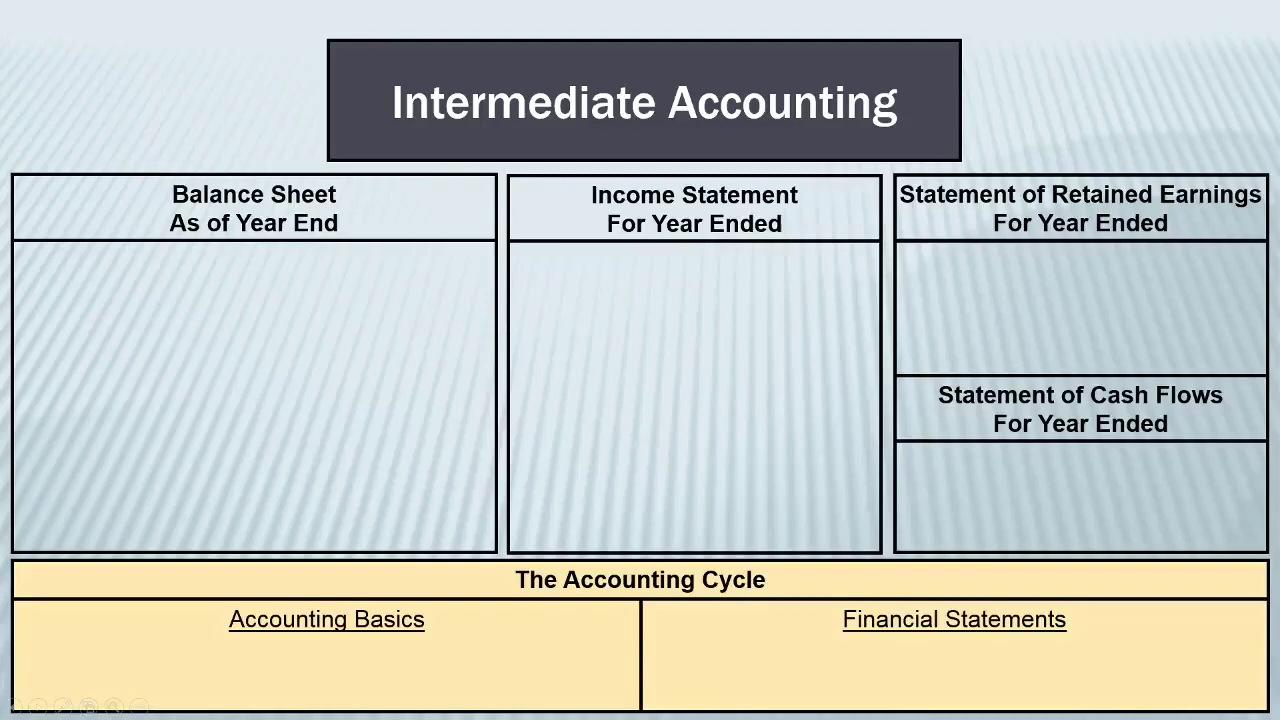 Intermediate Accounting
Balance Sheet
As of Year End
Income Statement
For Year Ended
Statement of Retained Earnings
For Year Ended
Statement of Cash Flows
For Year Ended
The Accounting Cycle
Accounting Basics
Financial Statements